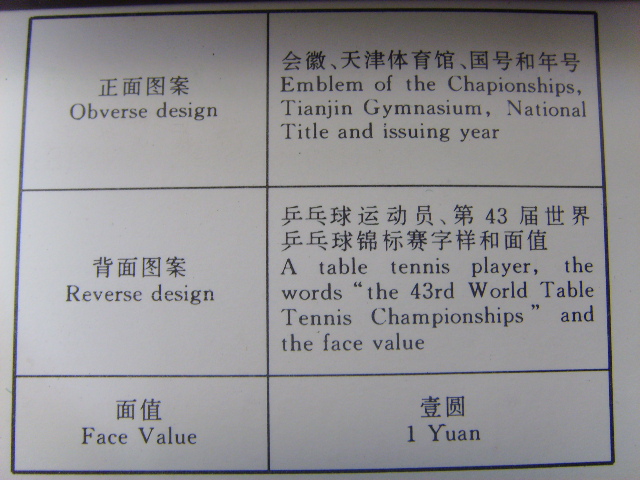 正面图案
Obverse design
会徽、天津体育馆、国号和年号
Emblem of the Chapionships,
Tianjin Gymnasium, National
Title and issuing year
背面图案
Reverse design
乒乓球运动员、第 43 届世界
乒乓球锦标赛字样和面值
A table tennis player, the
words “the 43rd World Table
Tennis Championships” and
the face value
面值
Face Value
壹圆
1 Yuan